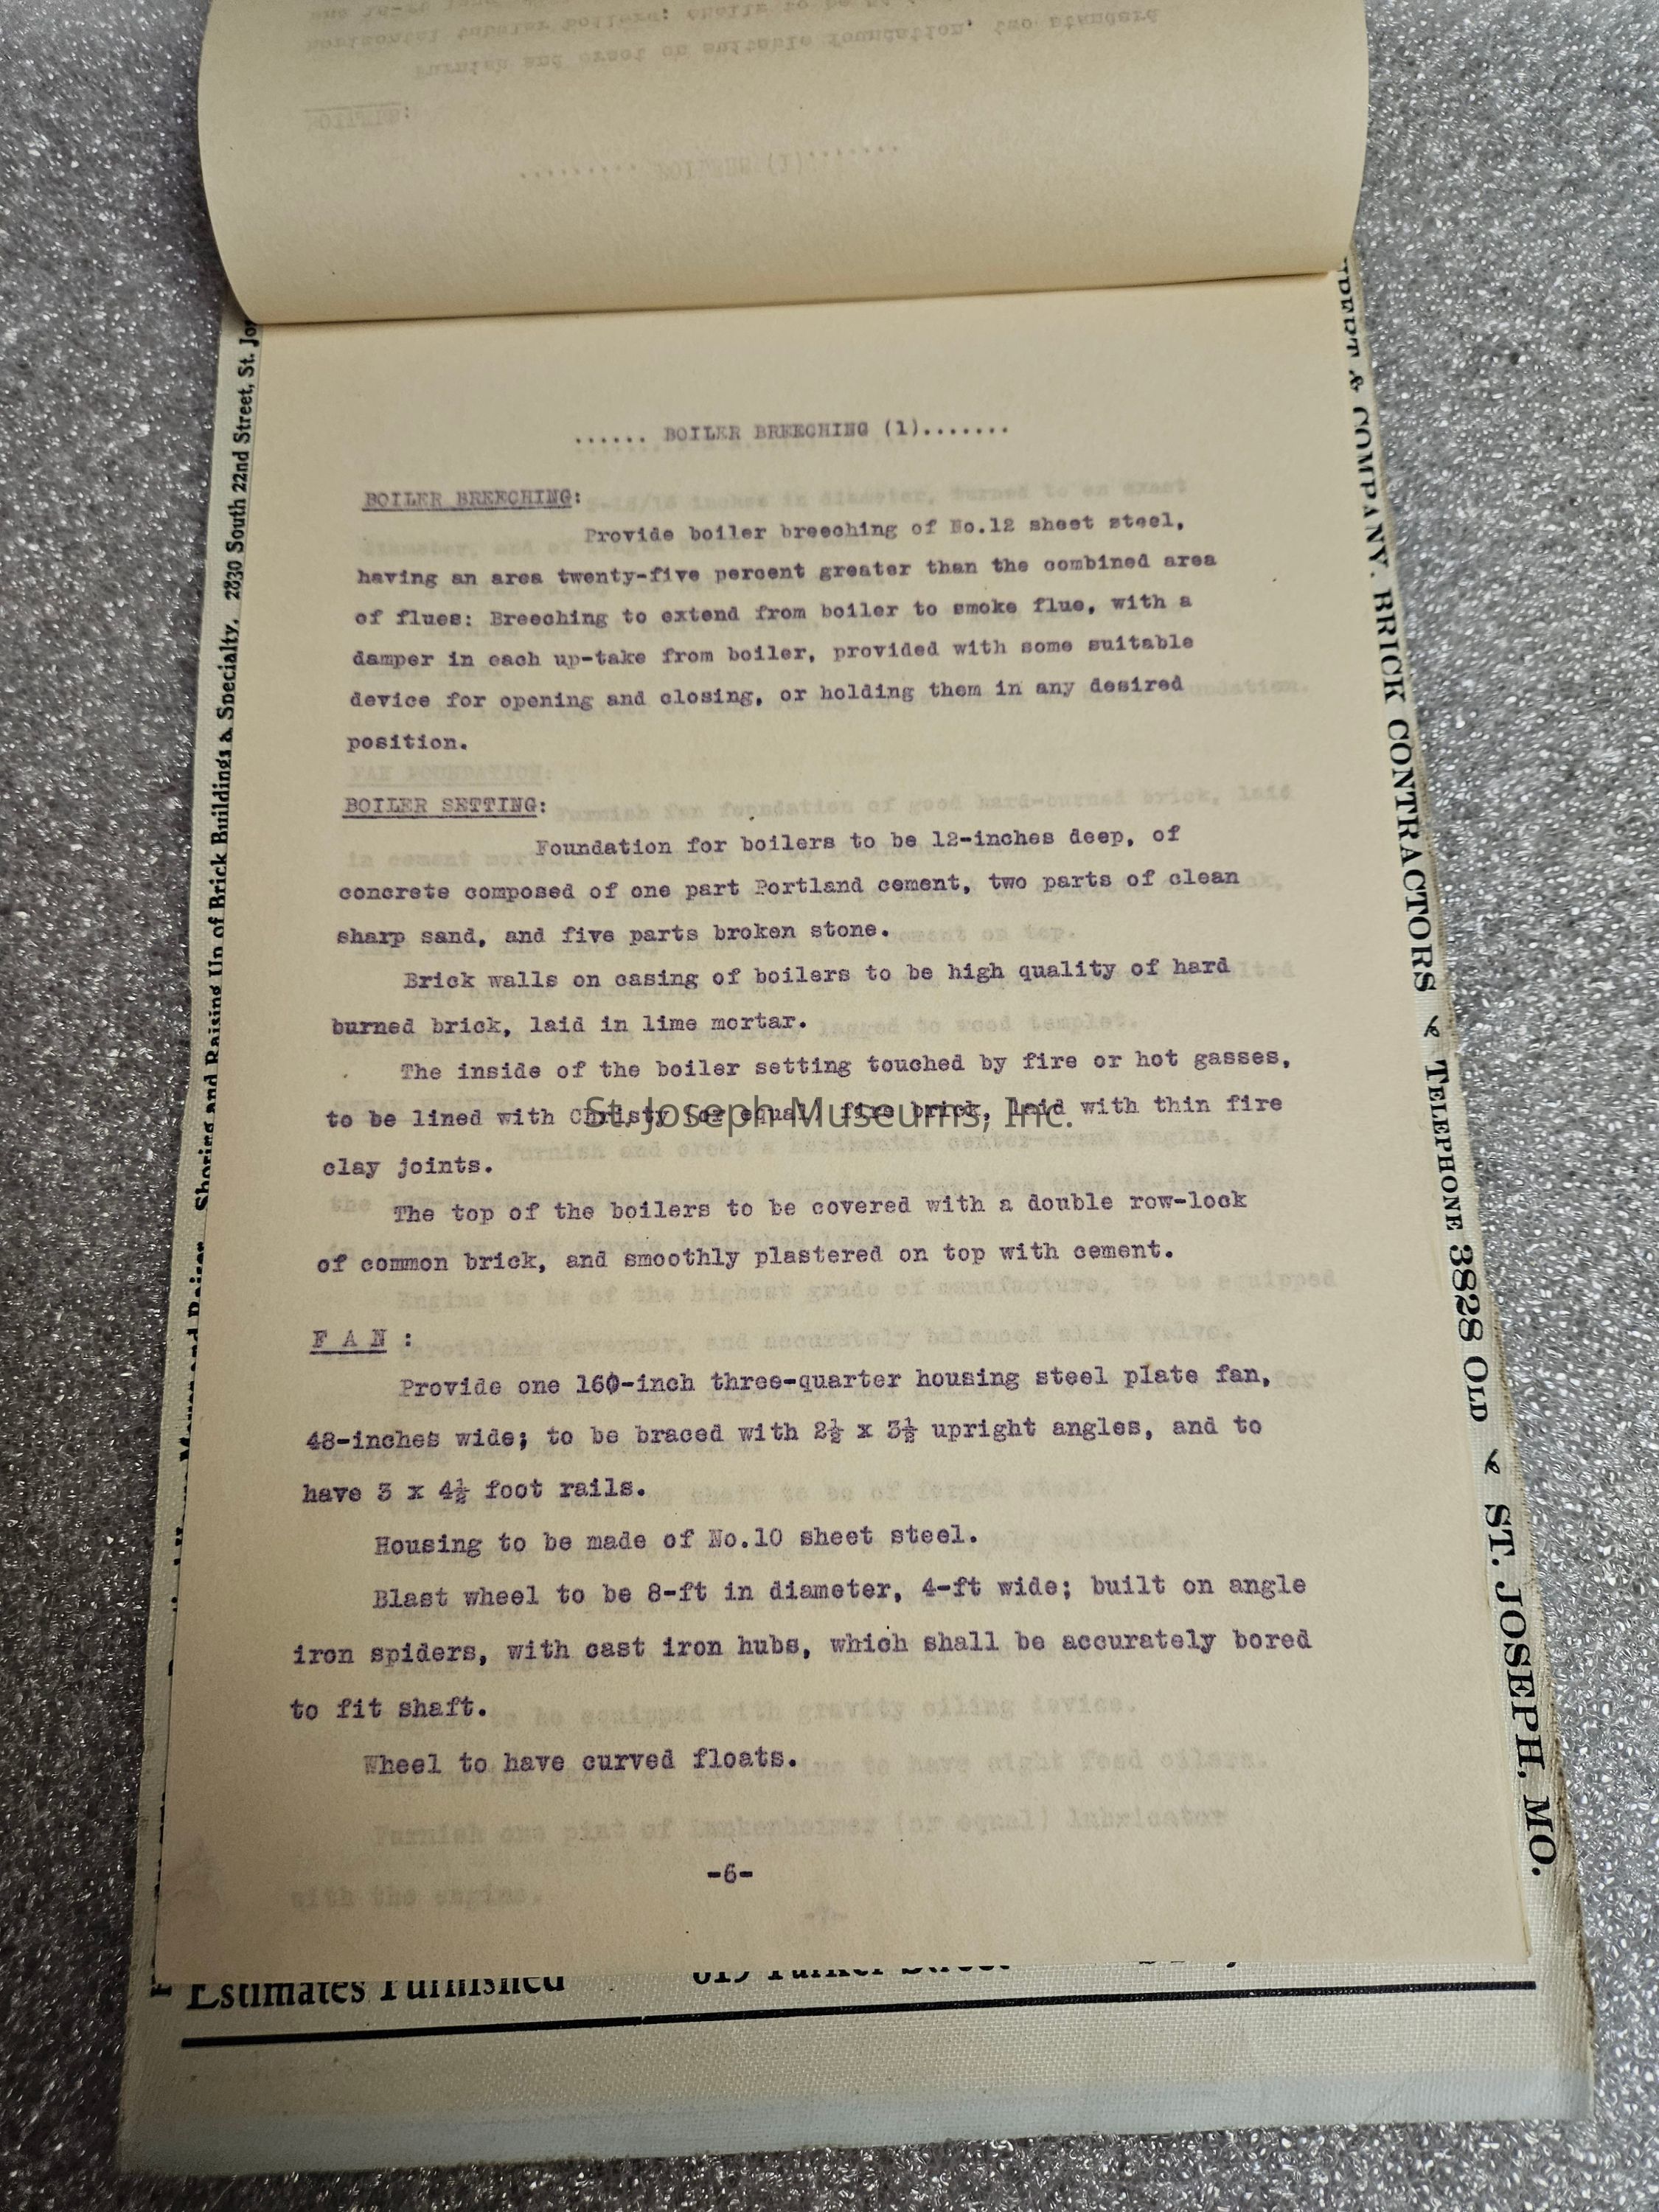 ...... BOILER BREECHING (1).......
BOILER BREECHING:
Provide boiler breeching of No.12 sheet steel,
having an area twenty-five percent greater than the combined area
of flues: Breeching to extend from boiler to smoke flue, with a
damper in each up-take from boiler, provided with some suitable
device for opening and closing, or holding them in any desired
position.
BOILER SETTING:
Foundation for boilers to be 12-inches deep, of
concrete composed of one part Portland cement, two parts of clean
sharp sand, and five parts broken stone.
Brick walls on casing of boilers to be high quality of hard
burned brick, laid in lime mortar.
The inside of the boiler setting touched by fire or hot gasses,
to be lined with Christy (or equal) fire brick, laid with thin fire
clay joints.
The top of the boilers to be covered with a double row-lock
of common brick, and smoothly plastered on top with cement.
F A N :
Provide one 160-inch three-quarter housing steel plate fan,
48-inches wide; to be braced with 2½ x 3½ upright angles, and to
have 3 x 4½ foot rails.
Housing to be made of No.10 sheet steel.
Blast wheel to be 8-ft in diameter, 4-ft wide; built on angle
iron spiders, with cast iron hubs, which shall be accurately bored
to fit shaft.
Wheel to have curved floats.
-6-
St. Joseph Museums, Inc.
Shoring and Raising Up of Brick Buildings a Specialty. 2830 South 22nd Street, St.
& COMPANY. BRICK CONTRACTORS TELEPHONE 3828 OLD ST. JOSEPH, MO.
Estimates Furnished